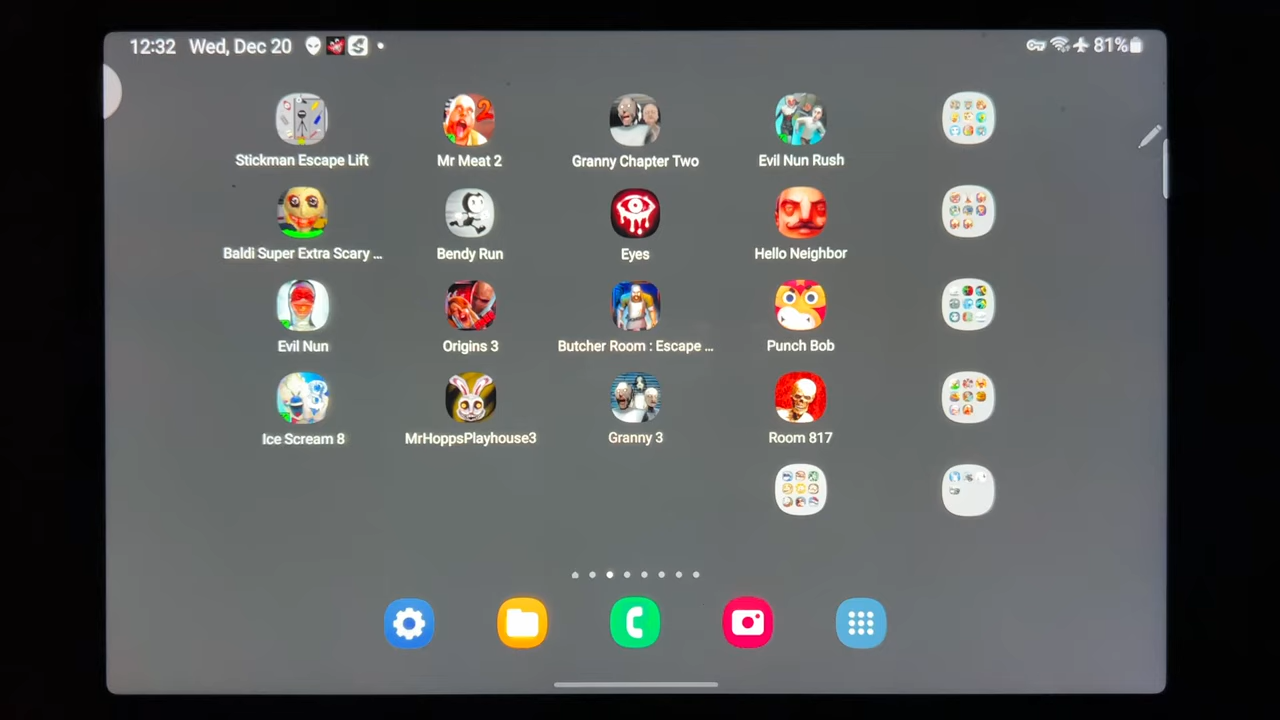 12:32 Wed, Dec 20
81%
Stickman Escape Lift
Mr Meat 2
Granny Chapter Two
Evil Nun Rush
Baldi Super Extra Scary ...
Bendy Run
Eyes
Hello Neighbor
Evil Nun
Origins 3
Butcher Room : Escape ...
Punch Bob
Ice Scream 8
MrHoppsPlayhouse3
Granny 3
Room 817